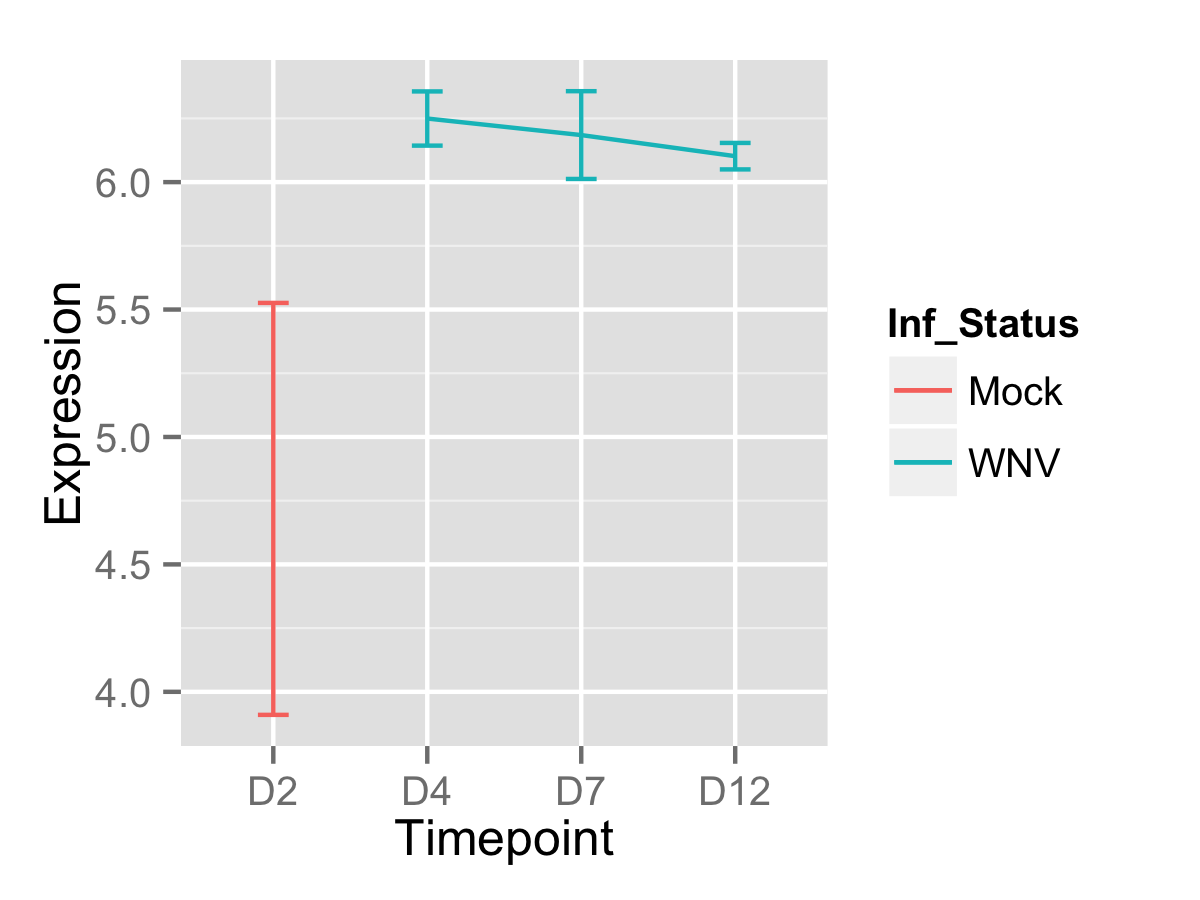 6.0
5.5
5.0
4.5
4.0
Expression
D2 D4 D7 D12
Timepoint
Inf_Status
Mock
WNV